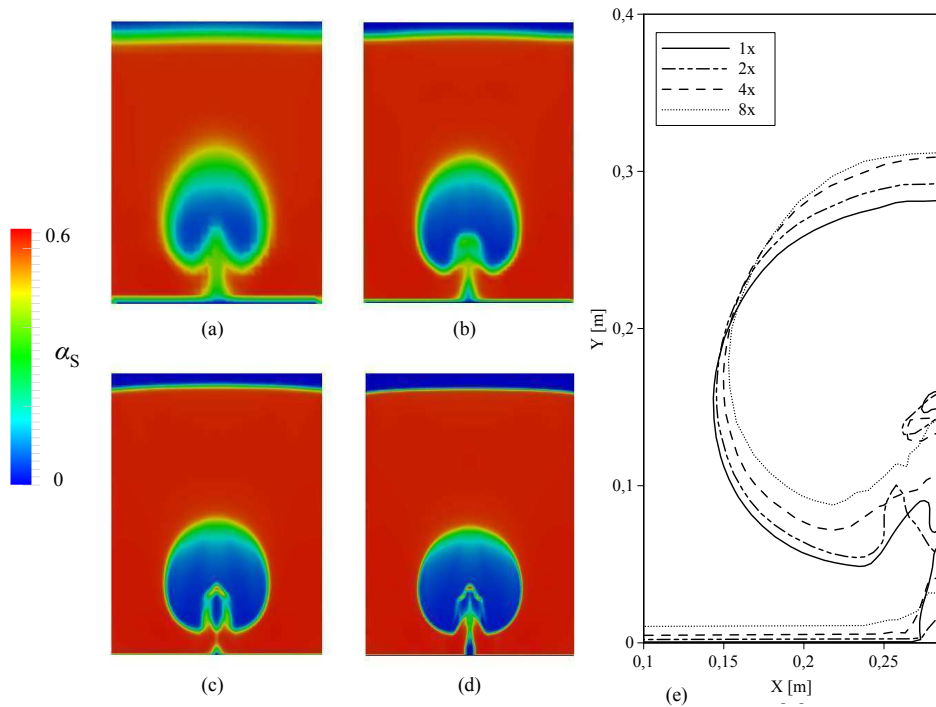 0.6
αS
0
(a)
(b)
(c)
(d)
0,4
1x
2x
4x
8x
0,3
0,2
Y [m]
0,1
0
0,1
0,15
0,2
0,25
X [m]
(e)